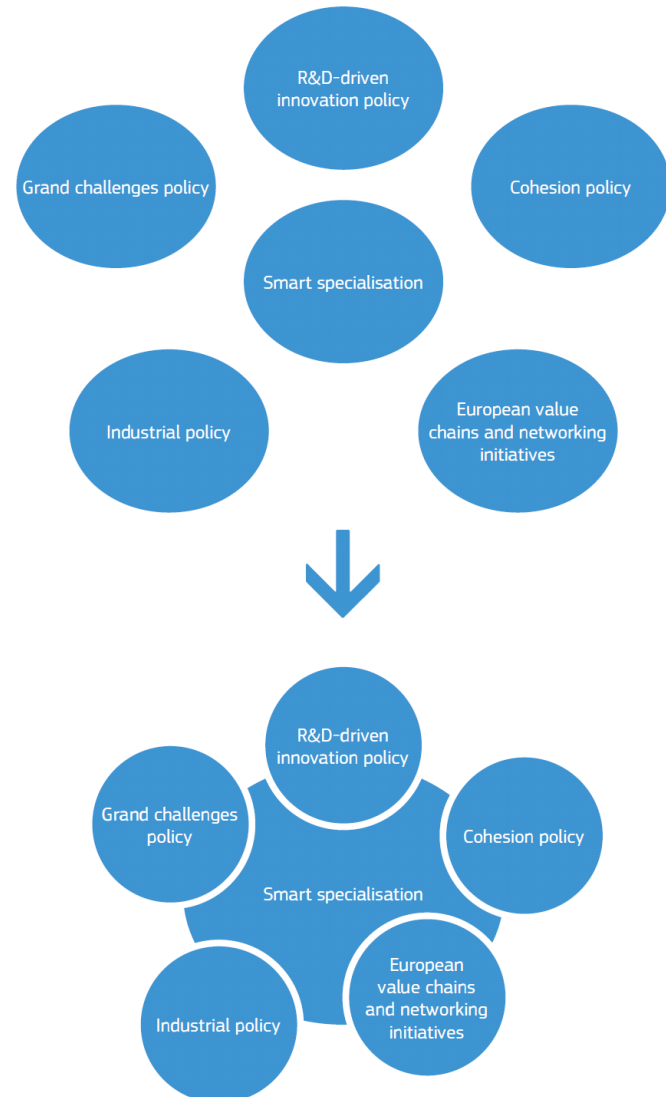 R&D-driven
innovation policy
Grand challenges policy
Cohesion policy
Smart specialisation
Industrial policy
European value
chains and networking
initiatives
R&D-driven
innovation policy
Grand challenges
policy
Cohesion policy
Smart specialisation
European
value chains
and networking
initiatives
Industrial policy